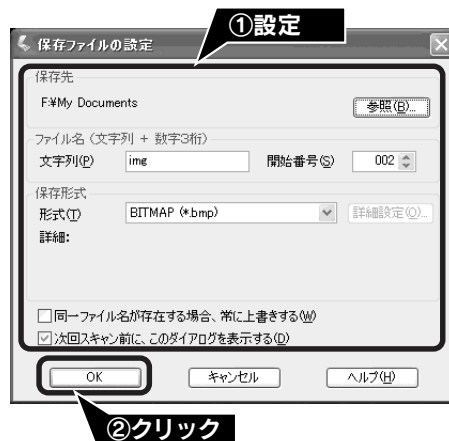 ①設定
保存ファイルの設定
保存先
F:¥My Documents
参照(B)...
ファイル名（文字列 + 数字3桁）
文字列(P)
img
開始番号(S)
002
保存形式
形式(T)
BITMAP (*.bmp)
詳細設定(O)...
詳細:
同一ファイル名が存在する場合、常に上書きする(W)
次回スキャン前に、このダイアログを表示する(D)
OK
キャンセル
ヘルプ(H)
②クリック